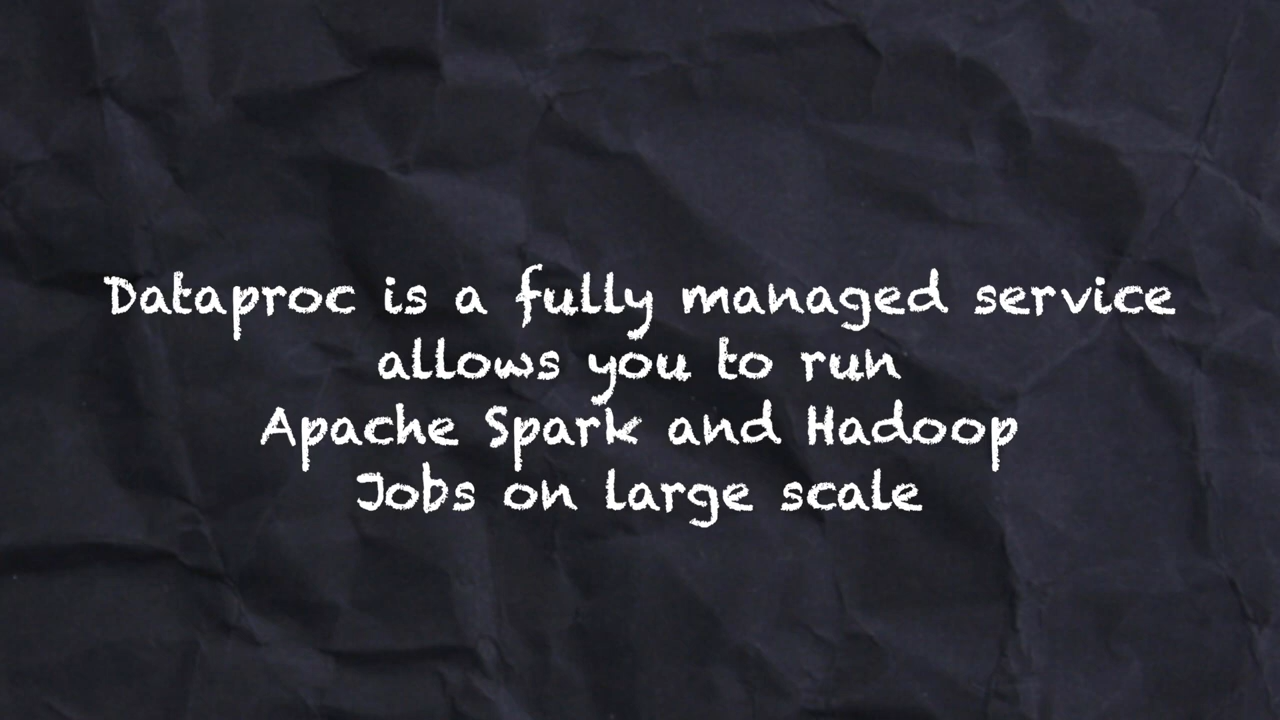 Dataproc is a fully managed service
allows you to run
Apache Spark and Hadoop
Jobs on large scale